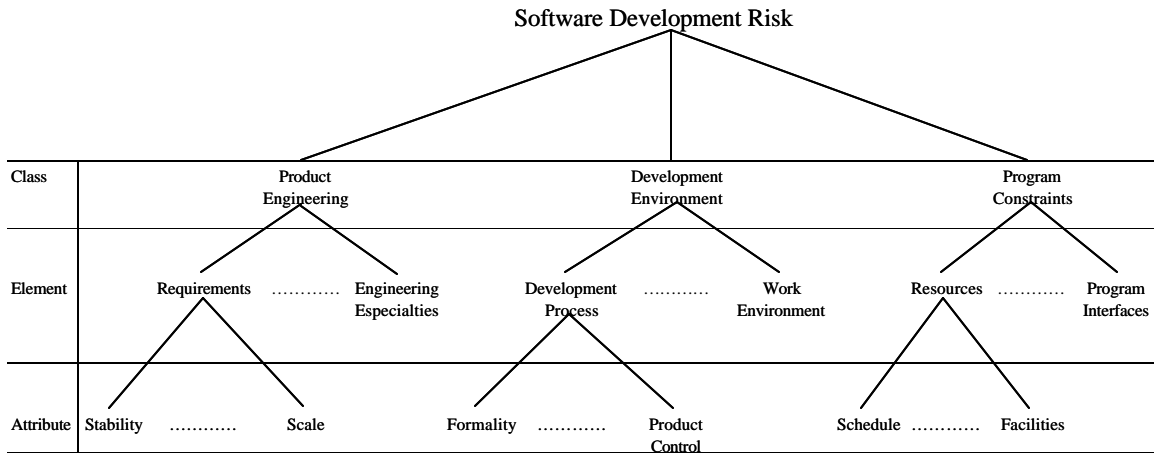 Software Development Risk
Class
Product
Engineering
Development
Environment
Program
Constraints
Element
Requirements ............ Engineering
Especialties
Development
Process
............ Work
Environment
Resources ............ Program
Interfaces
Attribute
Stability ............ Scale
Formality ............ Product
Control
Schedule ............ Facilities